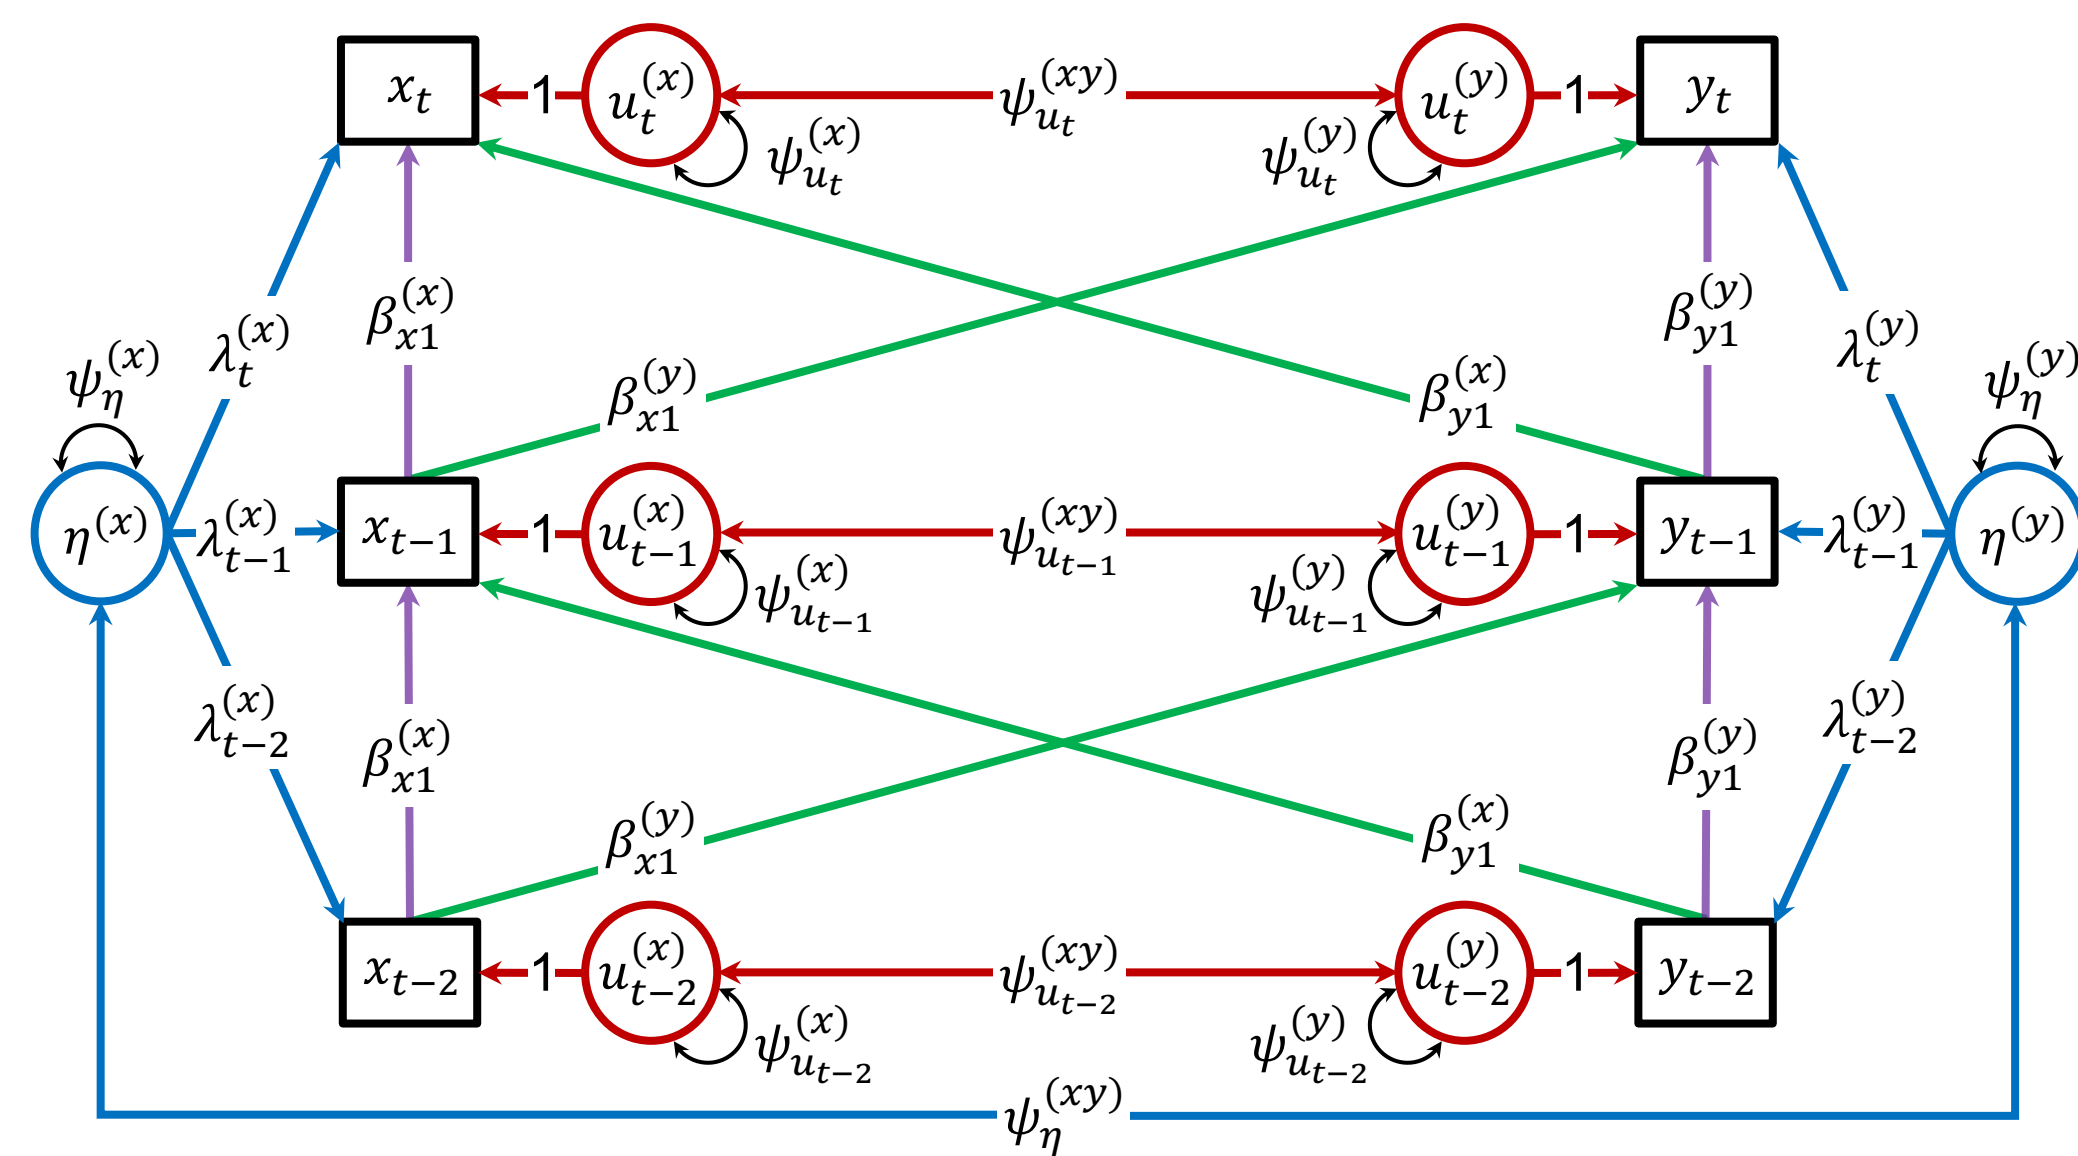 x_t 1 u_t^(x) ψ_{u_t}^(xy) u_t^(y) 1 y_t
ψ_{u_t}^(x) ψ_{u_t}^(y)
λ_t^(x) β_{x1}^(x) β_{y1}^(y) λ_t^(y)
ψ_η^(x) β_{x1}^(y) β_{y1}^(x) ψ_η^(y)
η^(x) λ_{t−1}^(x) x_{t−1} 1 u_{t−1}^(x) ψ_{u_{t−1}}^(xy) u_{t−1}^(y) 1 y_{t−1} λ_{t−1}^(y) η^(y)
ψ_{u_{t−1}}^(x) ψ_{u_{t−1}}^(y)
λ_{t−2}^(x) β_{x1}^(x) β_{y1}^(y) λ_{t−2}^(y)
β_{x1}^(y) β_{y1}^(x)
x_{t−2} 1 u_{t−2}^(x) ψ_{u_{t−2}}^(xy) u_{t−2}^(y) 1 y_{t−2}
ψ_{u_{t−2}}^(x) ψ_{u_{t−2}}^(y)
ψ_η^(xy)